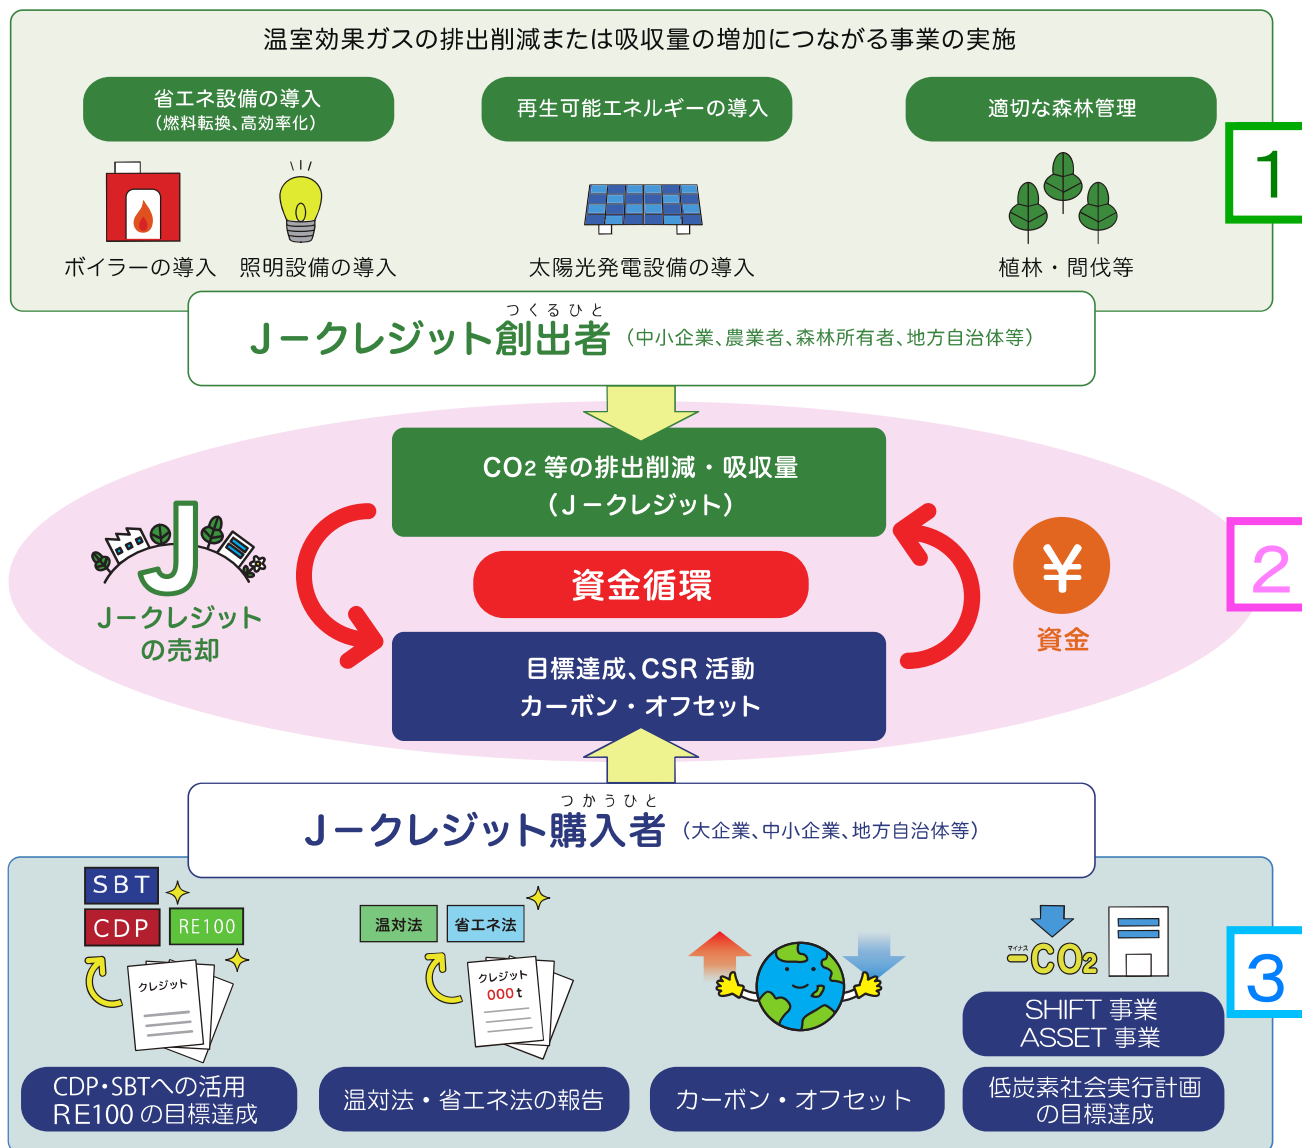 温室効果ガスの排出削減または吸収量の増加につながる事業の実施
省エネ設備の導入
（燃料転換、高効率化）
再生可能エネルギーの導入
適切な森林管理
1
ボイラーの導入
照明設備の導入
太陽光発電設備の導入
植林・間伐等
つくるひと
Jークレジット創出者（中小企業、農業者、森林所有者、地方自治体等）
CO2 等の排出削減・吸収量
（Jークレジット）
J
Jークレジット
の売却
資金循環
¥
資金
2
目標達成、CSR 活動
カーボン・オフセット
つかうひと
Jークレジット購入者（大企業、中小企業、地方自治体等）
SBT
CDP
RE100
クレジット
CDP・SBTへの活用
RE100 の目標達成
温対法
省エネ法
クレジット
000t
温対法・省エネ法の報告
カーボン・オフセット
マイナス
ーCO2
SHIFT 事業
ASSET 事業
低炭素社会実行計画
の目標達成
3